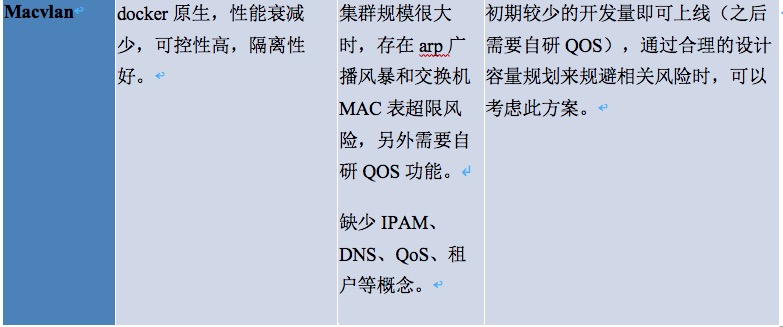 Macvlan
docker 原生，性能衰减
少，可控性高，隔离性
好。
集群规模很大
时，存在 arp 广
播风暴和交换机
MAC 表超限风
险，另外需要自
研 QOS 功能。
缺少 IPAM、
DNS、QoS、租
户等概念。
初期较少的开发量即可上线（之后
需要自研 QOS），通过合理的设计
容量规划来规避相关风险时，可以
考虑此方案。